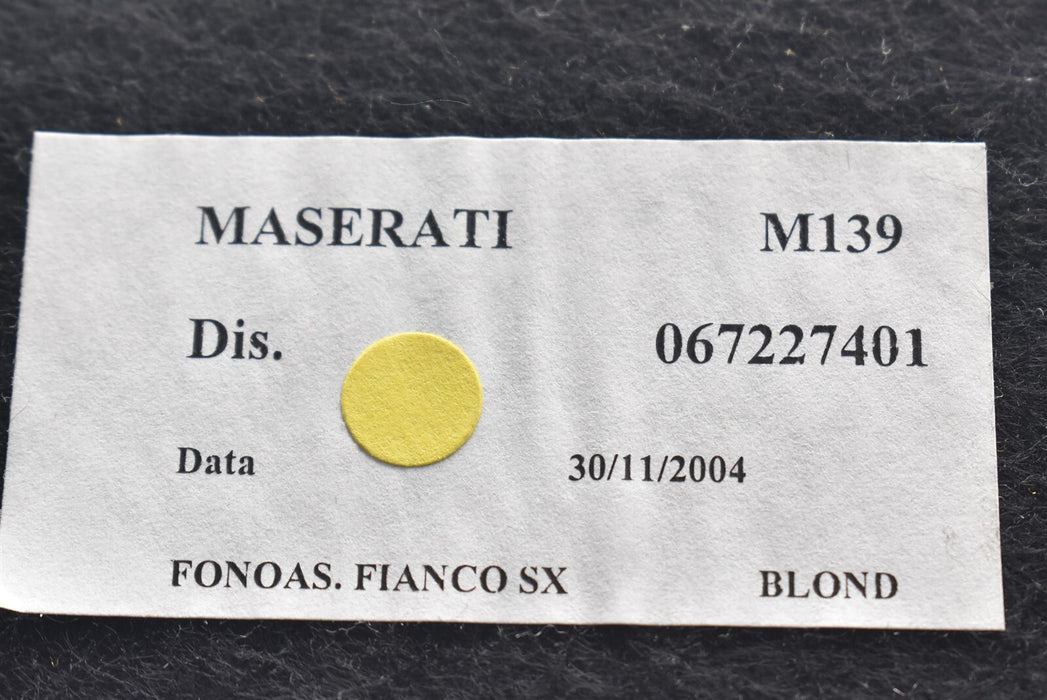 MASERATI M139
Dis. 067227401
Data 30/11/2004
FONOAS. FIANCO SX BLOND